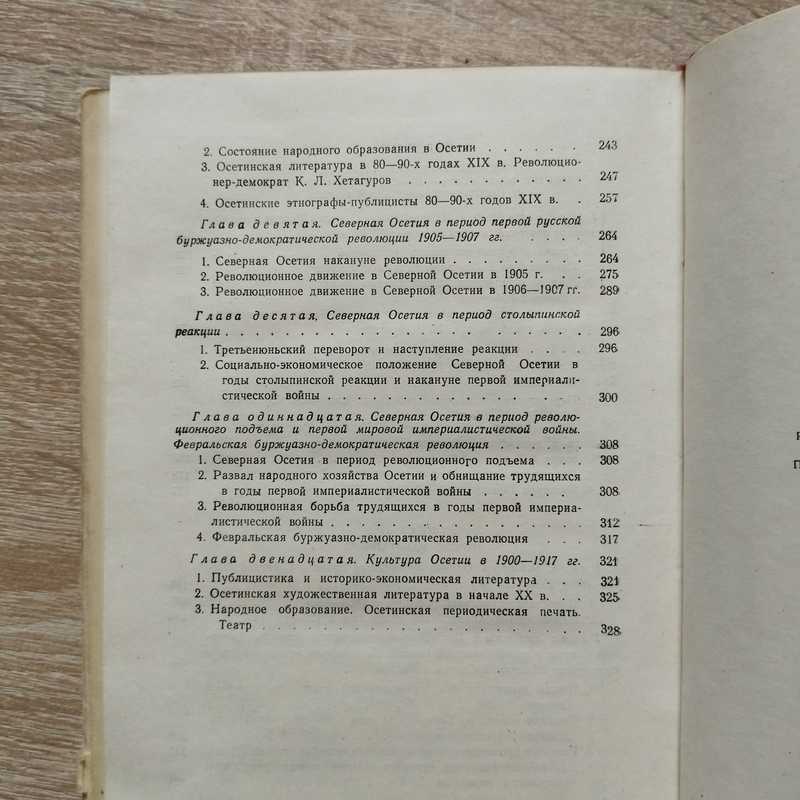 2. Состояние народного образования в Осетии . . . . . . 243
3. Осетинская литература в 80—90-х годах XIX в. Революцио-
нер-демократ К. Л. Хетагуров . . . . . . . . . . . . 247
4. Осетинские этнографы-публицисты 80—90-х годов XIX в. . 257
Глава девятая. Северная Осетия в период первой русской
буржуазно-демократической революции 1905—1907 гг. . . . . 264
1. Северная Осетия накануне революции . . . . . . . . . 264
2. Революционное движение в Северной Осетии в 1905 г. . . 275
3. Революционное движение в Северной Осетии в 1906—1907 гг. 289
Глава десятая, Северная Осетия в период столыпинской
реакции . . . . . . . . . . . . . . . . . . . . 296
1. Третьеиюньский переворот и наступление реакции . . . . 296
2. Социально-экономическое положение Северной Осетии в
годы столыпинской реакции и накануне первой империали-
стической войны . . . . . . . . . . . . . . . 300
Глава одиннадцатая. Северная Осетия в период револю-
ционного подъема и первой мировой империалистической войны.
Февральская буржуазно-демократическая революция . . . . . . 308
1. Северная Осетия в период революционного подъема . . . 308
2. Развал народного хозяйства Осетии и обнищание трудящихся
в годы первой империалистической войны . . . . . . 308
3. Революционная борьба трудящихся в годы первой империа-
листической войны . . . . . . . . . . . . . . . . . 312
4. Февральская буржуазно-демократическая революция . . . 317
Глава двенадцатая. Культура Осетии в 1900—1917 гг. 321
1. Публицистика и историко-экономическая литература . . . 321
2. Осетинская художественная литература в начале XX в. . . 325
3. Народное образование. Осетинская периодическая печать.
Театр . . . . . . . . . . . . . . . . . . . . . 328